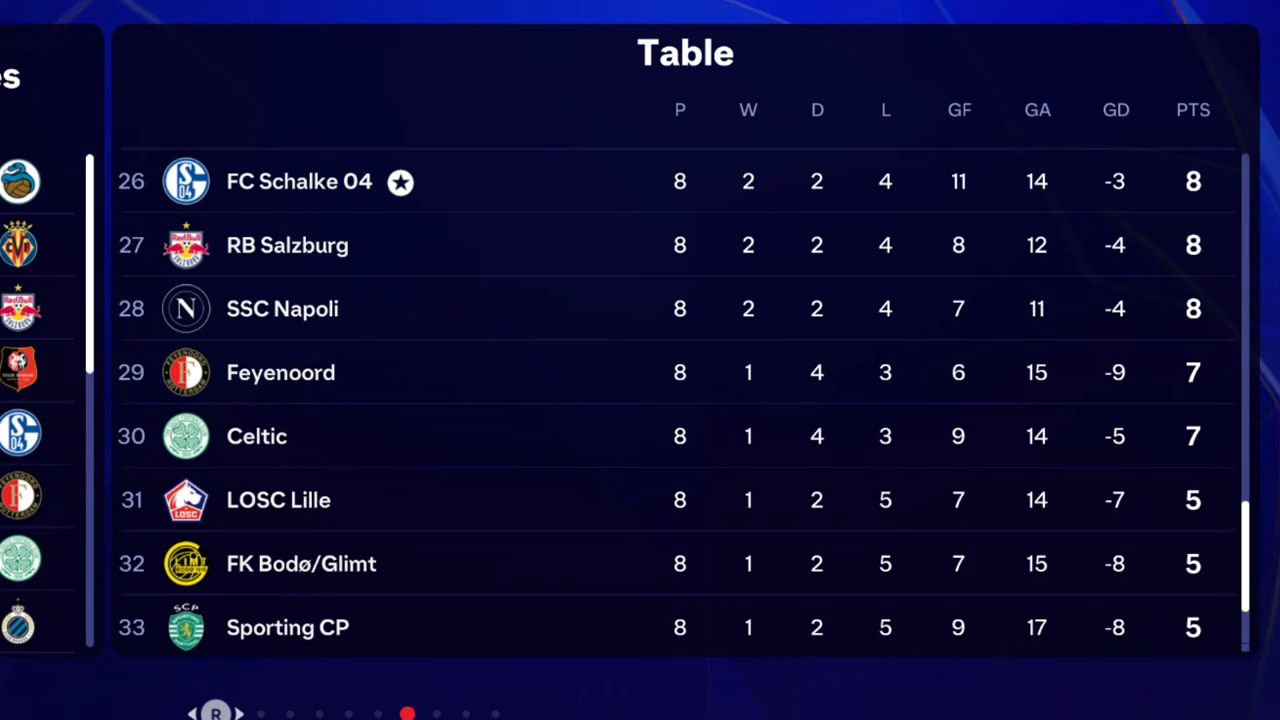 es
Table
P W D L GF GA GD PTS
26 FC Schalke 04 8 2 2 4 11 14 -3 8
27 RB Salzburg 8 2 2 4 8 12 -4 8
28 SSC Napoli 8 2 2 4 7 11 -4 8
29 Feyenoord 8 1 4 3 6 15 -9 7
30 Celtic 8 1 4 3 9 14 -5 7
31 LOSC Lille 8 1 2 5 7 14 -7 5
32 FK Bodø/Glimt 8 1 2 5 7 15 -8 5
33 Sporting CP 8 1 2 5 9 17 -8 5
R